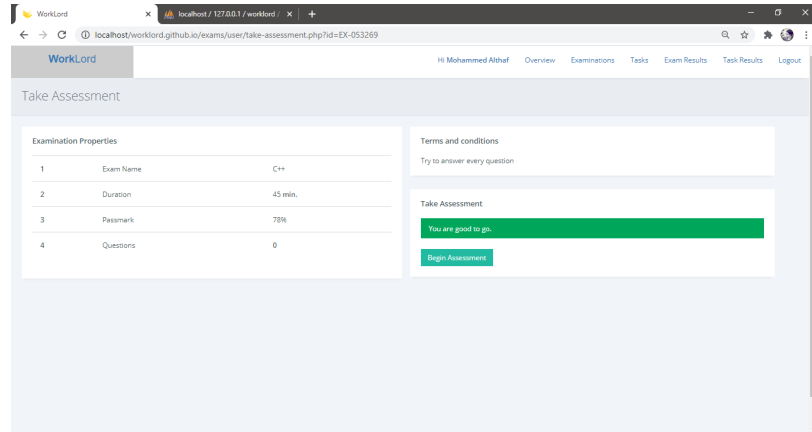 WorkLord
localhost / 127.0.0.1 / worklord /
localhost/worklord.github.io/exams/user/take-assessment.php?id=EX-053269
WorkLord
Hi Mohammed Althaf Overview Examinations Tasks Exam Results Task Results Logout
Take Assessment
Examination Properties
1 Exam Name C++
2 Duration 45 min.
3 Passmark 78%
4 Questions 0
Terms and conditions
Try to answer every question
Take Assessment
You are good to go.
Begin Assessment